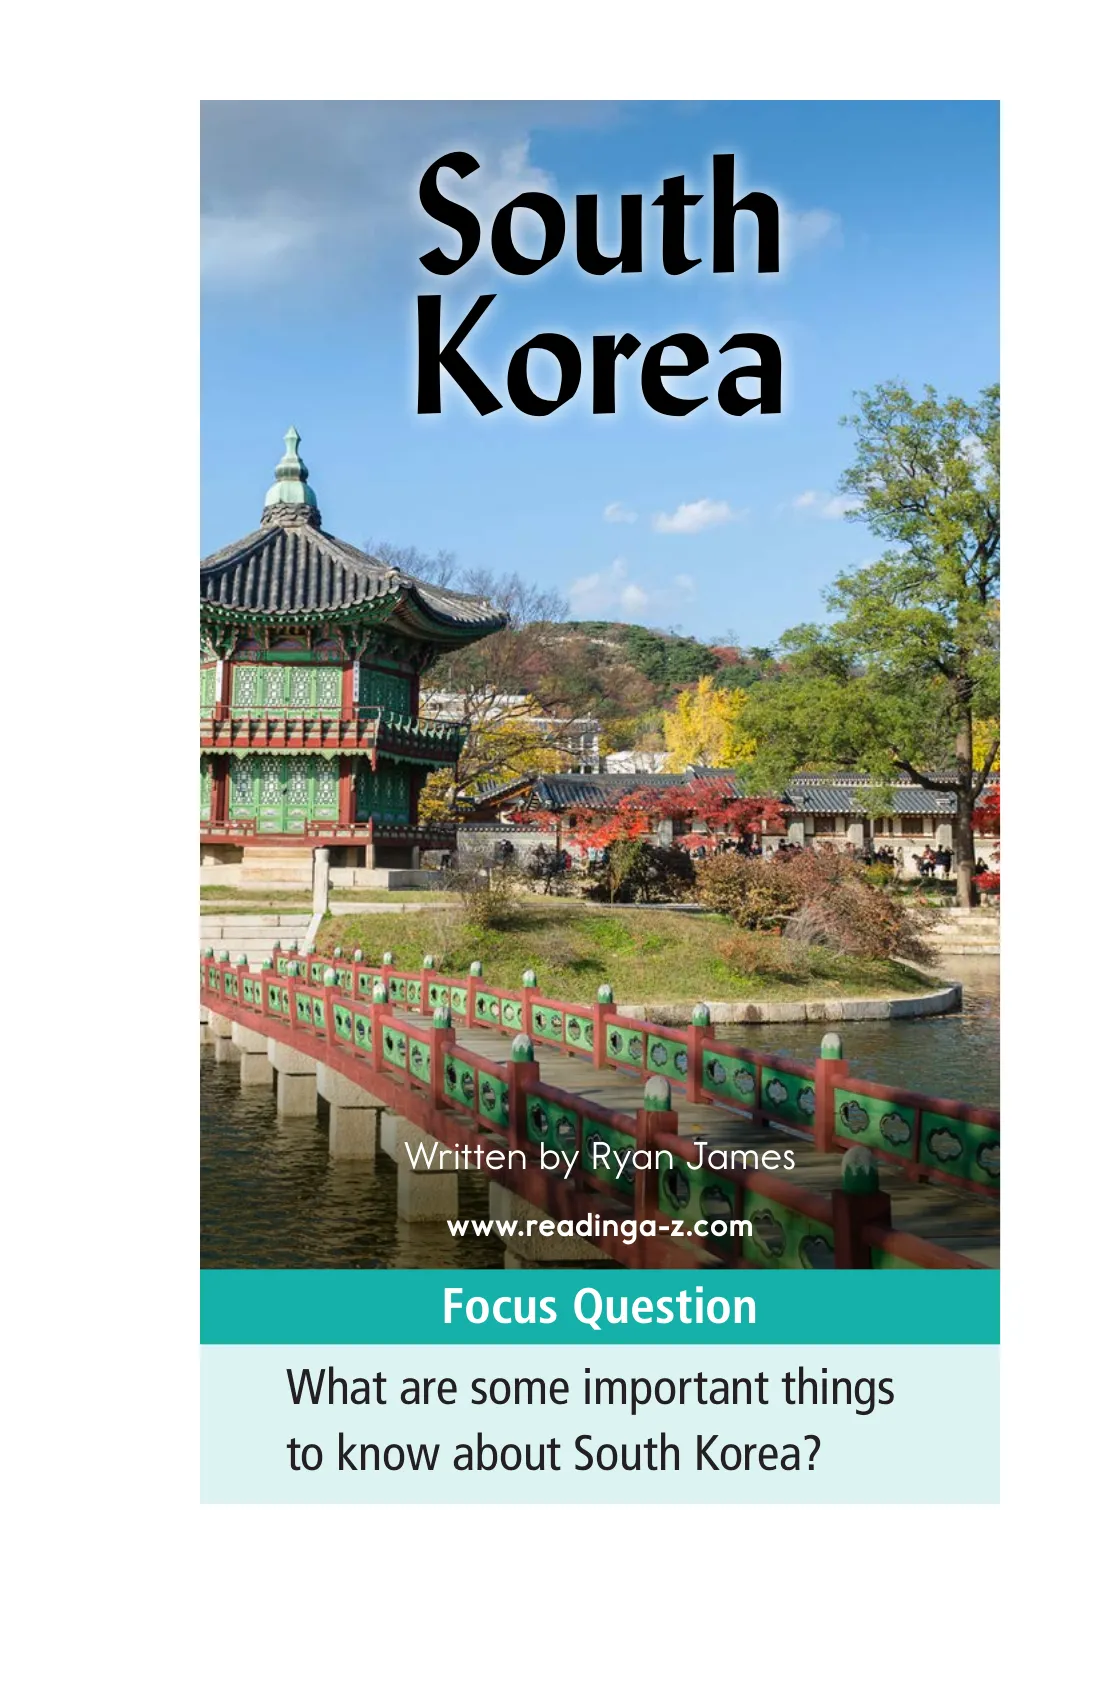 South
Korea
Written by Ryan James
www.readinga-z.com
Focus Question
What are some important things
to know about South Korea?